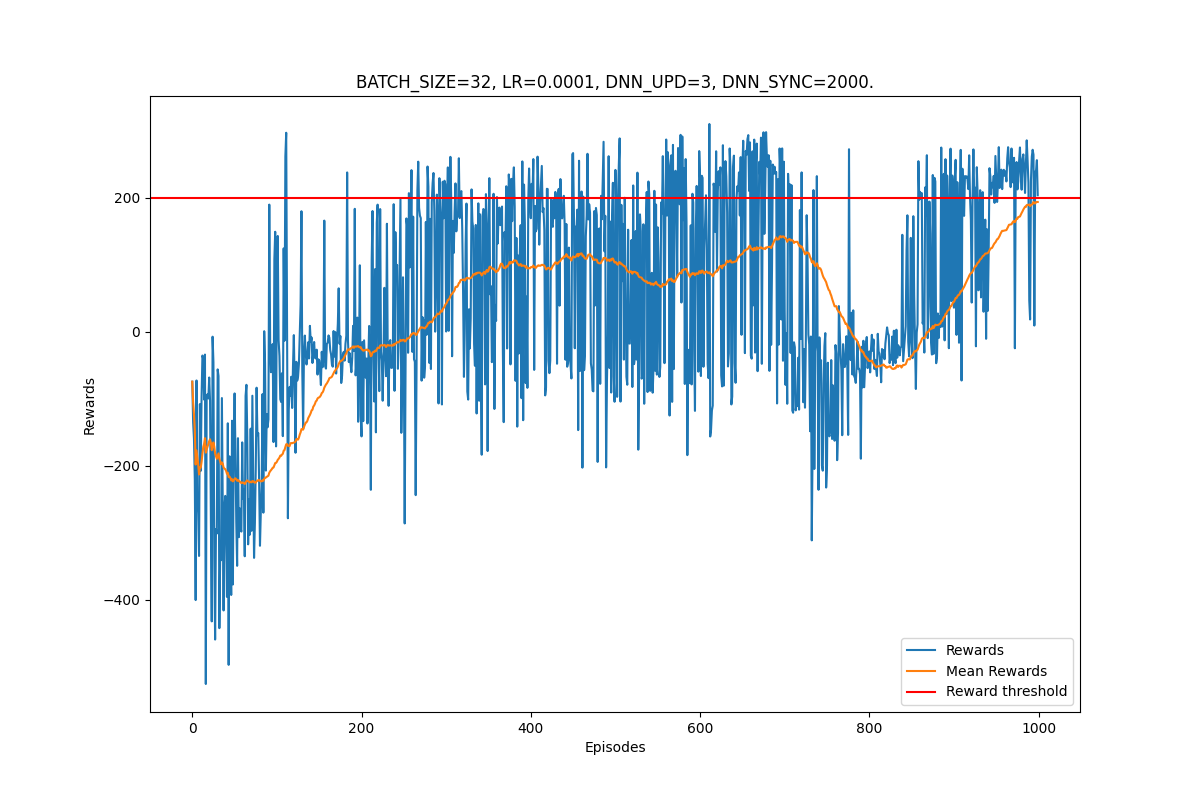 BATCH_SIZE=32, LR=0.0001, DNN_UPD=3, DNN_SYNC=2000.
Rewards
200
0
−200
−400
0
200
400
600
800
1000
Episodes
Rewards
Mean Rewards
Reward threshold